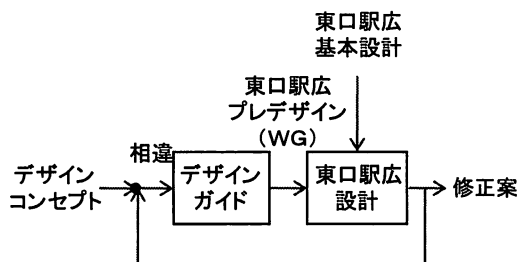 東口駅広
基本設計
東口駅広
プレデザイン
(WG)
相違
デザイン
コンセプト
デザイン
ガイド
東口駅広
設計
修正案